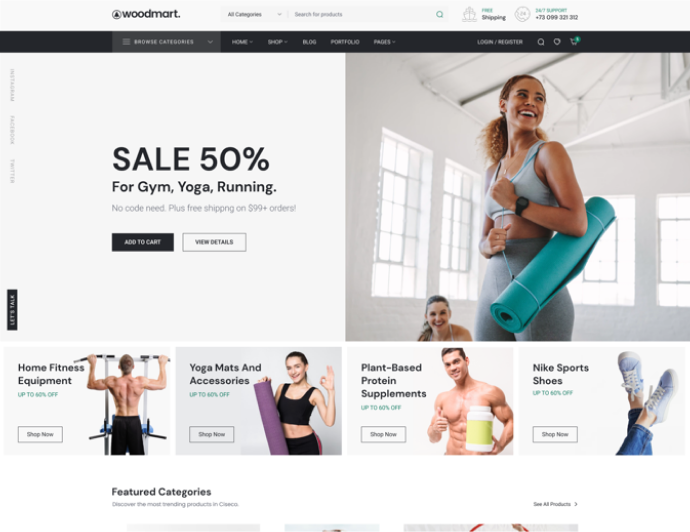 woodmart.
All Categories
Search for products
FREE
Shipping
24/7 SUPPORT
+73 099 321 312
BROWSE CATEGORIES
HOME
SHOP
BLOG
PORTFOLIO
PAGES
LOGIN / REGISTER
INSTAGRAM
FACEBOOK
TWITTER
SALE 50%
For Gym, Yoga, Running.
No code need. Plus free shippng on $99+ orders!
ADD TO CART
VIEW DETAILS
LET'S TALK
Home Fitness
Equipment
UP TO 60% OFF
Shop Now
Yoga Mats And
Accessories
UP TO 60% OFF
Shop Now
Plant-Based
Protein
Supplements
UP TO 60% OFF
Shop Now
Nike Sports
Shoes
UP TO 60% OFF
Shop Now
Featured Categories
Discover the most trending products in Ciseco.
See All Products